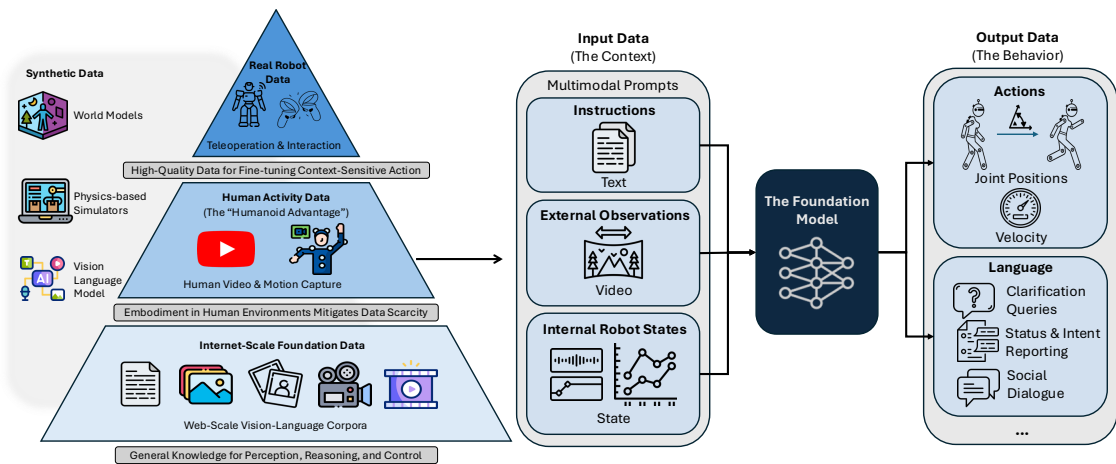 Synthetic Data
World Models
Physics-based
Simulators
Vision
Language
Model
AI
T
Real Robot
Data
Teleoperation & Interaction
High-Quality Data for Fine-tuning Context-Sensitive Action
Human Activity Data
(The “Humanoid Advantage”)
Human Video & Motion Capture
Embodiment in Human Environments Mitigates Data Scarcity
Internet-Scale Foundation Data
Web-Scale Vision-Language Corpora
General Knowledge for Perception, Reasoning, and Control
Input Data
(The Context)
Multimodal Prompts
Instructions
Text
External Observations
Video
Internal Robot States
State
The Foundation
Model
Output Data
(The Behavior)
Actions
Joint Positions
Velocity
Language
?
Clarification
Queries
Status & Intent
Reporting
Social
Dialogue
...